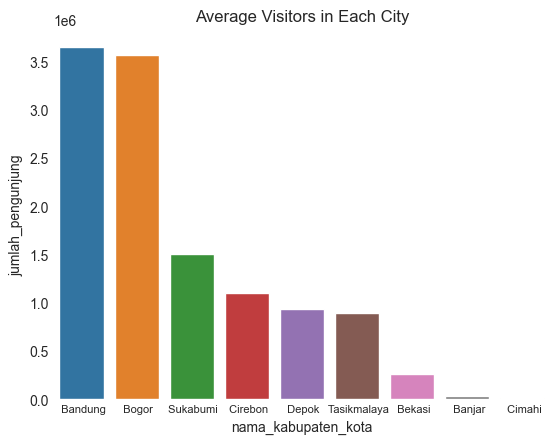 Average Visitors in Each City
1e6
3.5
3.0
2.5
2.0
1.5
1.0
0.5
0.0
jumlah_pengunjung
Bandung Bogor Sukabumi Cirebon Depok Tasikmalaya Bekasi Banjar Cimahi
nama_kabupaten_kota